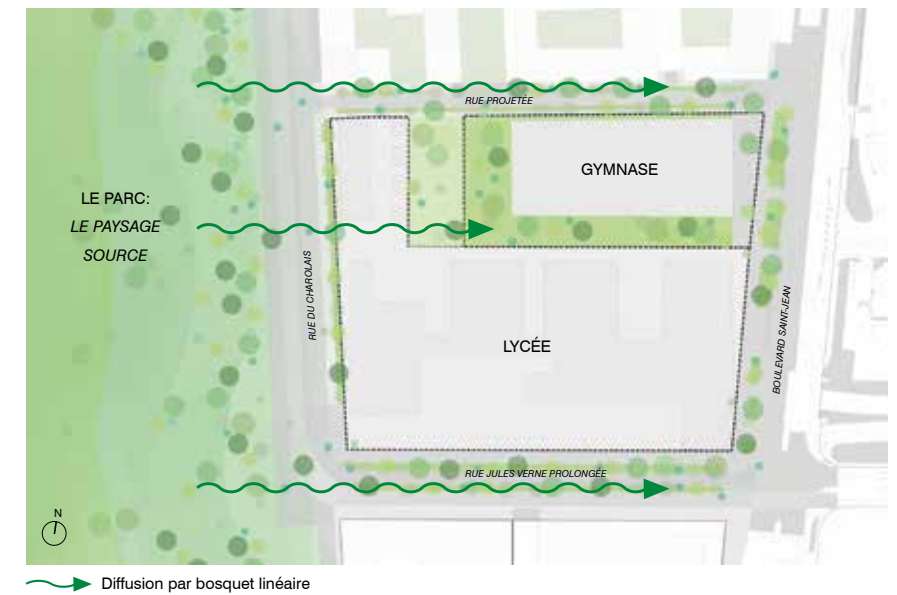 RUE PROJETÉE
GYMNASE
LE PARC:
LE PAYSAGE
SOURCE
RUE DU CHAROLAIS
LYCÉE
BOULEVARD SAINT-JEAN
RUE JULES VERNE PROLONGÉE
N
Diffusion par bosquet linéaire